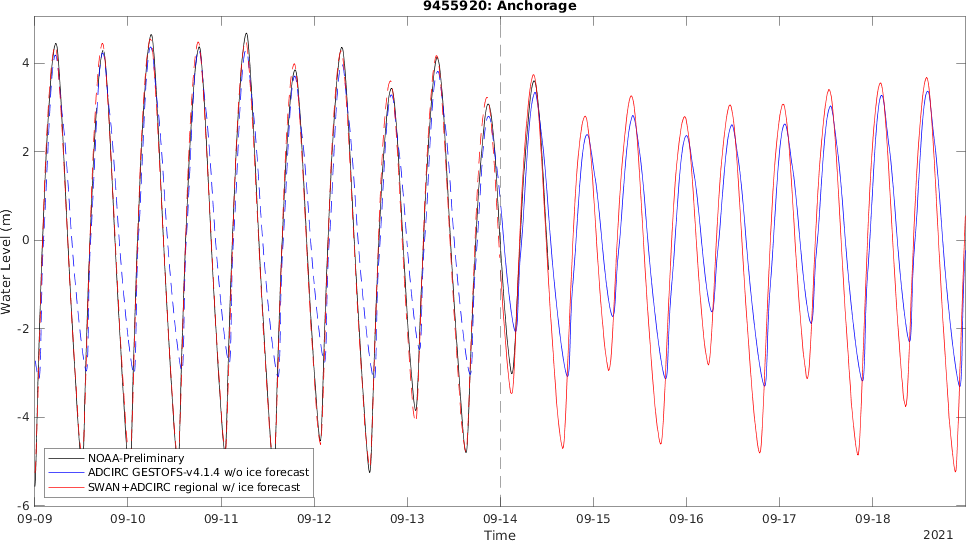 9455920: Anchorage
4
2
0
-2
-4
-6
Water Level (m)
NOAA-Preliminary
ADCIRC GESTOFS-v4.1.4 w/o ice forecast
SWAN+ADCIRC regional w/ ice forecast
09-09 09-10 09-11 09-12 09-13 09-14 09-15 09-16 09-17 09-18
Time
2021